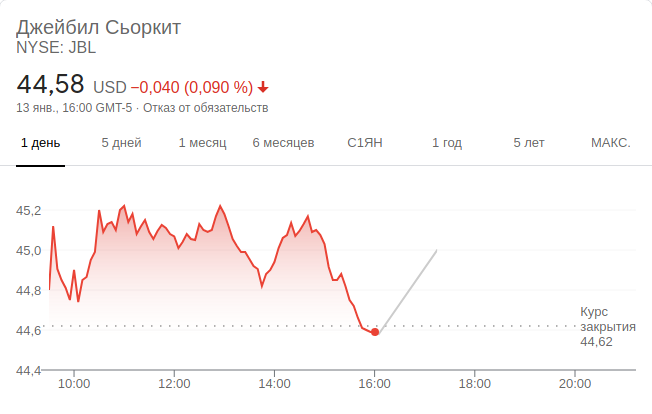 Джейбил Сьоркит
NYSE: JBL
44,58 USD −0,040 (0,090 %)
13 янв., 16:00 GMT-5 · Отказ от обязательств
1 день 5 дней 1 месяц 6 месяцев С1ЯН 1 год 5 лет МАКС.
45,2
45,0
44,8
44,6
44,4
Курс
закрытия
44,62
10:00 12:00 14:00 16:00 18:00 20:00